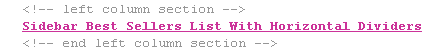 <!-- left column section -->
Sidebar Best Sellers List With Horizontal Dividers
<!-- end left column section -->